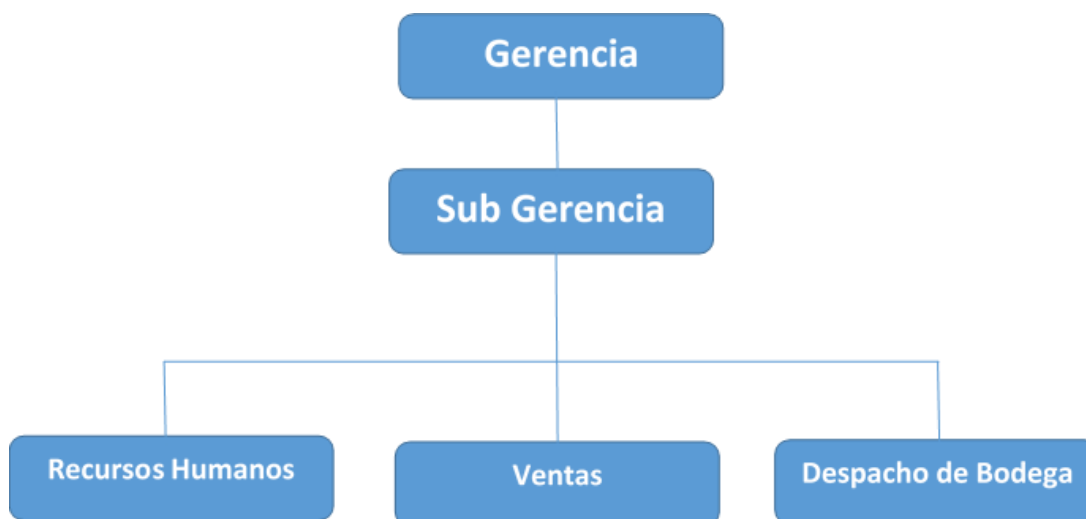 Gerencia
Sub Gerencia
Recursos Humanos
Ventas
Despacho de Bodega